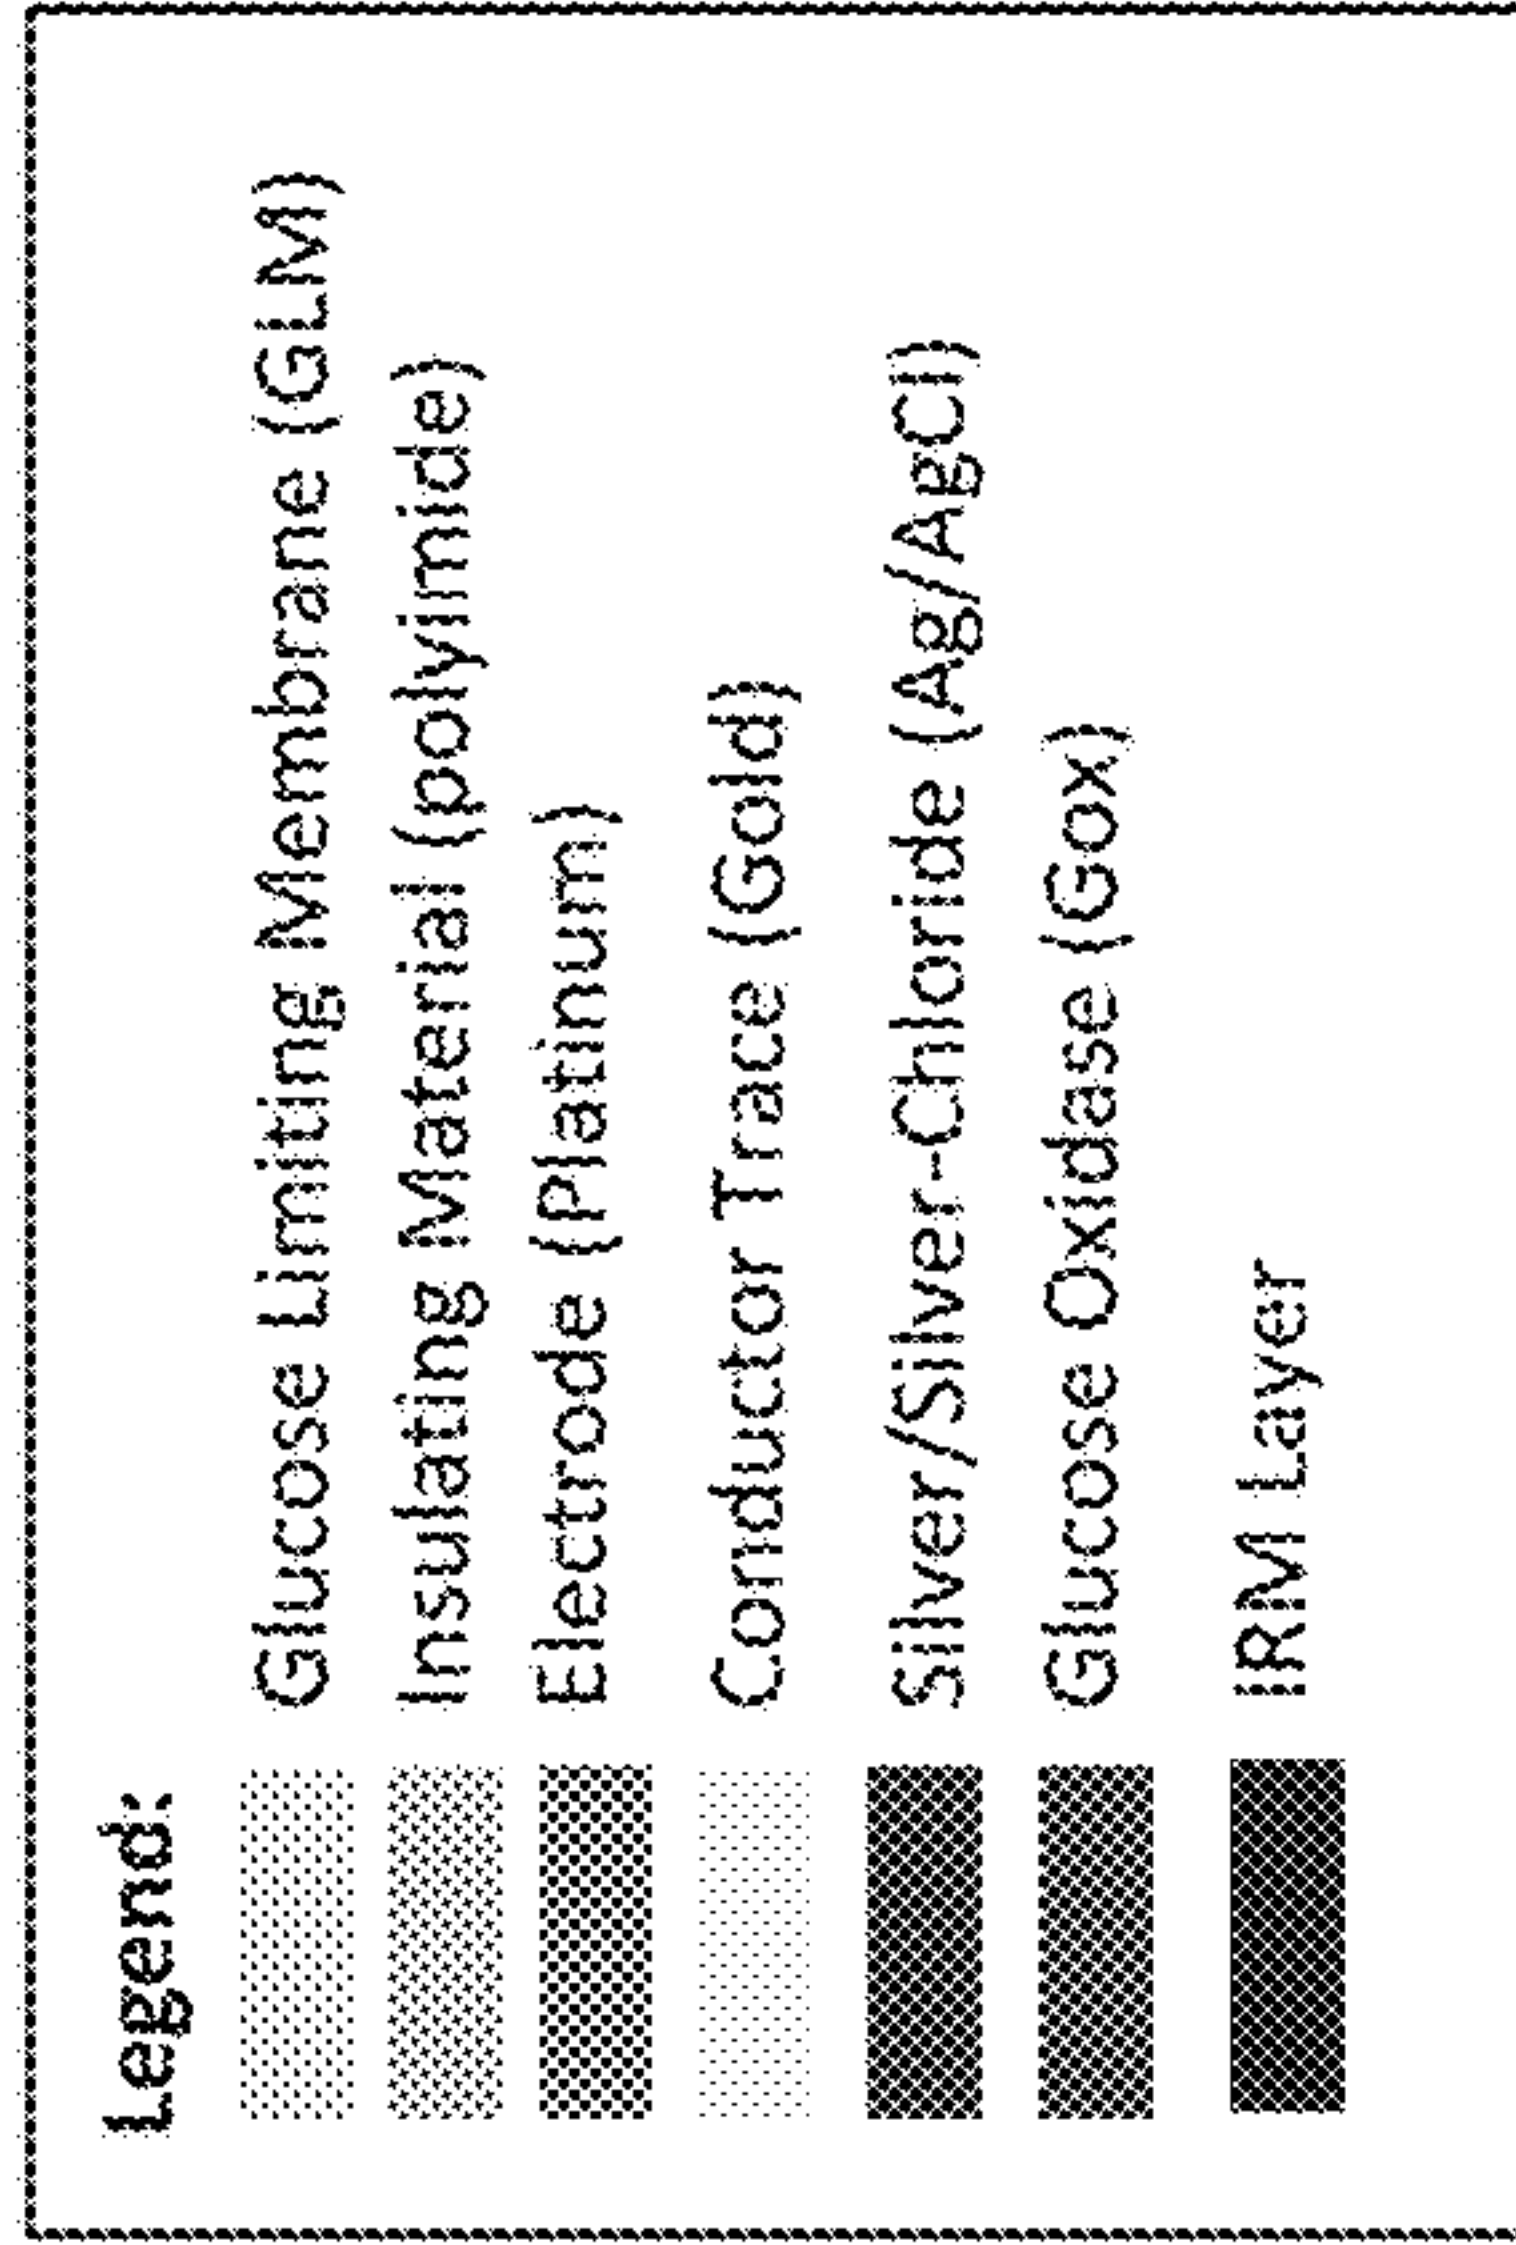 Legend:
Glucose Limiting Membrane (GLM)
Insulating Material (polyimide)
Electrode (Platinum)
Conductor Trace (Gold)
Silver/Silver-Chloride (Ag/AgCl)
Glucose Oxidase (Gox)
IRM Layer